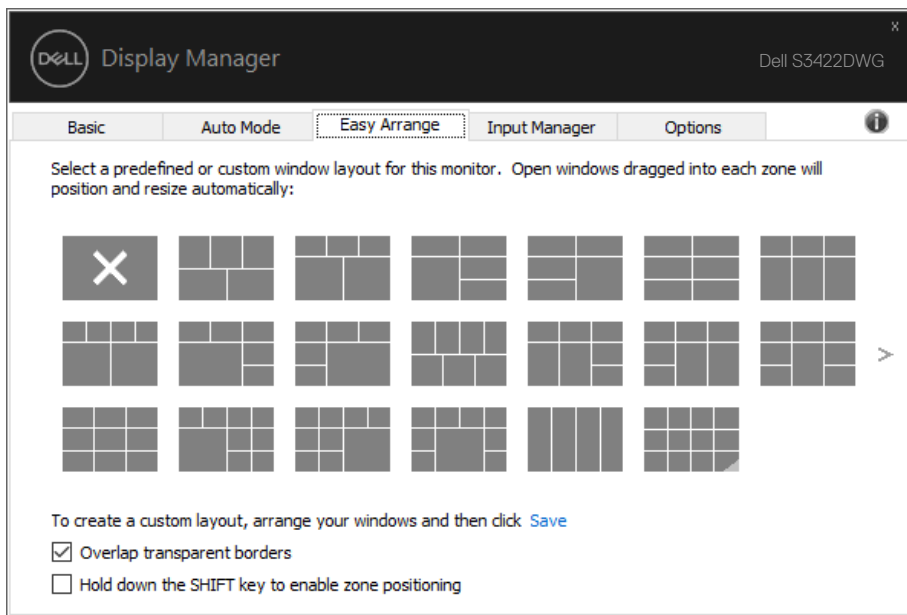 x
DELL Display Manager
Dell S3422DWG
Basic Auto Mode Easy Arrange Input Manager Options
Select a predefined or custom window layout for this monitor. Open windows dragged into each zone will
position and resize automatically:
>
To create a custom layout, arrange your windows and then click Save
Overlap transparent borders
Hold down the SHIFT key to enable zone positioning